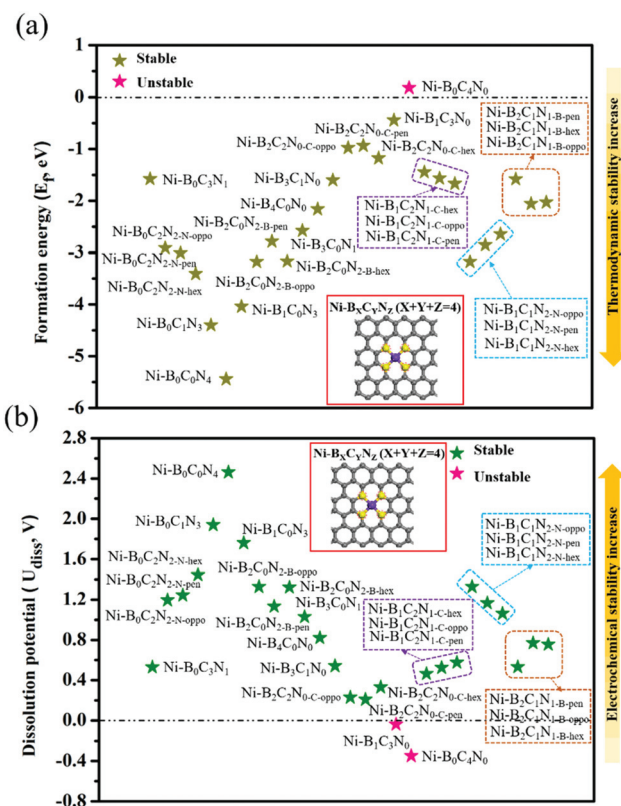 (a)
1
0
-1
-2
-3
-4
-5
-6
Formation energy (E_f, eV)
Stable
Unstable
Ni-B₀C₄N₀
Ni-B₁C₃N₀
Ni-B₂C₂N₀₋C-pen
Ni-B₂C₂N₀₋C-oppo
Ni-B₂C₂N₀₋C-hex
Ni-B₀C₃N₁
Ni-B₃C₁N₀
Ni-B₄C₀N₀
Ni-B₂C₀N₂₋B-pen
Ni-B₃C₀N₁
Ni-B₀C₂N₂₋N-oppo
Ni-B₀C₂N₂₋N-pen
Ni-B₀C₂N₂₋N-hex
Ni-B₂C₀N₂₋B-hex
Ni-B₂C₀N₂₋B-oppo
Ni-B₁C₀N₃
Ni-B₀C₁N₃
Ni-B₀C₀N₄
Ni-B₁C₂N₁₋C-hex
Ni-B₁C₂N₁₋C-oppo
Ni-B₁C₂N₁₋C-pen
Ni-B₂C₁N₁₋B-pen
Ni-B₂C₁N₁₋B-hex
Ni-B₂C₁N₁₋B-oppo
Ni-B₁C₁N₂₋N-oppo
Ni-B₁C₁N₂₋N-pen
Ni-B₁C₁N₂₋N-hex
Ni-BₓCᵧN_Z (X+Y+Z=4)
Thermodynamic stability increase
(b)
2.8
2.4
2.0
1.6
1.2
0.8
0.4
0.0
-0.4
-0.8
Dissolution potential ( U_diss, V)
Ni-BₓCᵧN_Z (X+Y+Z=4)
Stable
Unstable
Ni-B₀C₀N₄
Ni-B₀C₁N₃
Ni-B₁C₀N₃
Ni-B₀C₂N₂₋N-hex
Ni-B₀C₂N₂₋N-pen
Ni-B₀C₂N₂₋N-oppo
Ni-B₂C₀N₂₋B-oppo
Ni-B₂C₀N₂₋B-hex
Ni-B₃C₀N₁
Ni-B₂C₀N₂₋B-pen
Ni-B₄C₀N₀
Ni-B₀C₃N₁
Ni-B₃C₁N₀
Ni-B₂C₂N₀₋C-oppo
Ni-B₂C₂N₀₋C-hex
Ni-B₂C₂N₀₋C-pen
Ni-B₁C₃N₀
Ni-B₀C₄N₀
Ni-B₁C₂N₁₋C-hex
Ni-B₁C₂N₁₋C-oppo
Ni-B₁C₂N₁₋C-pen
Ni-B₁C₁N₂₋N-oppo
Ni-B₁C₁N₂₋N-pen
Ni-B₁C₁N₂₋N-hex
Ni-B₂C₁N₁₋B-pen
Ni-B₂C₁N₁₋B-oppo
Ni-B₂C₁N₁₋B-hex
Electrochemical stability increase